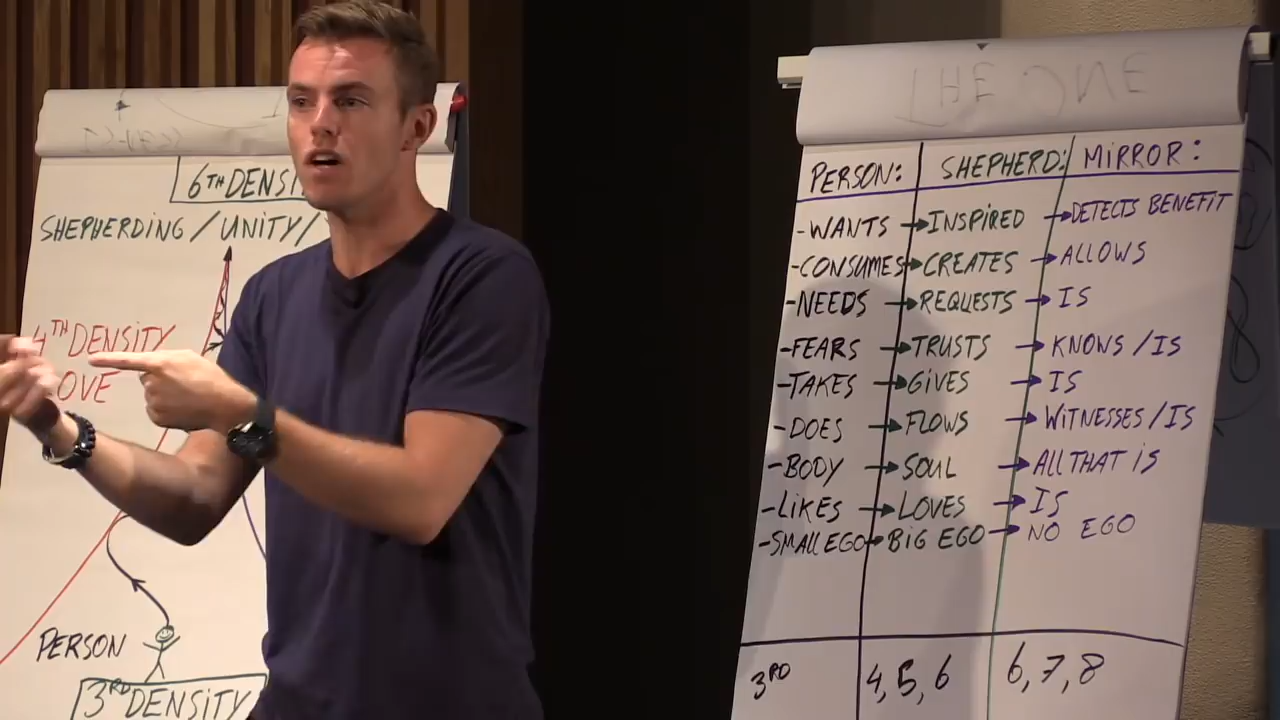 6TH DENSI
SHEPHERDING / UNITY /
4TH DENSITY
OVE
PERSON
3RD DENSITY
THE ONE
PERSON: SHEPHERD: MIRROR:
-WANTS → INSPIRED → DETECTS BENEFIT
-CONSUMES → CREATES → ALLOWS
-NEEDS → REQUESTS → IS
-FEARS → TRUSTS → KNOWS / IS
-TAKES → GIVES → IS
-DOES → FLOWS → WITNESSES / IS
-BODY → SOUL → ALL THAT IS
-LIKES → LOVES → IS
-SMALL EGO → BIG EGO → NO EGO
3RD 4,5,6 6,7,8